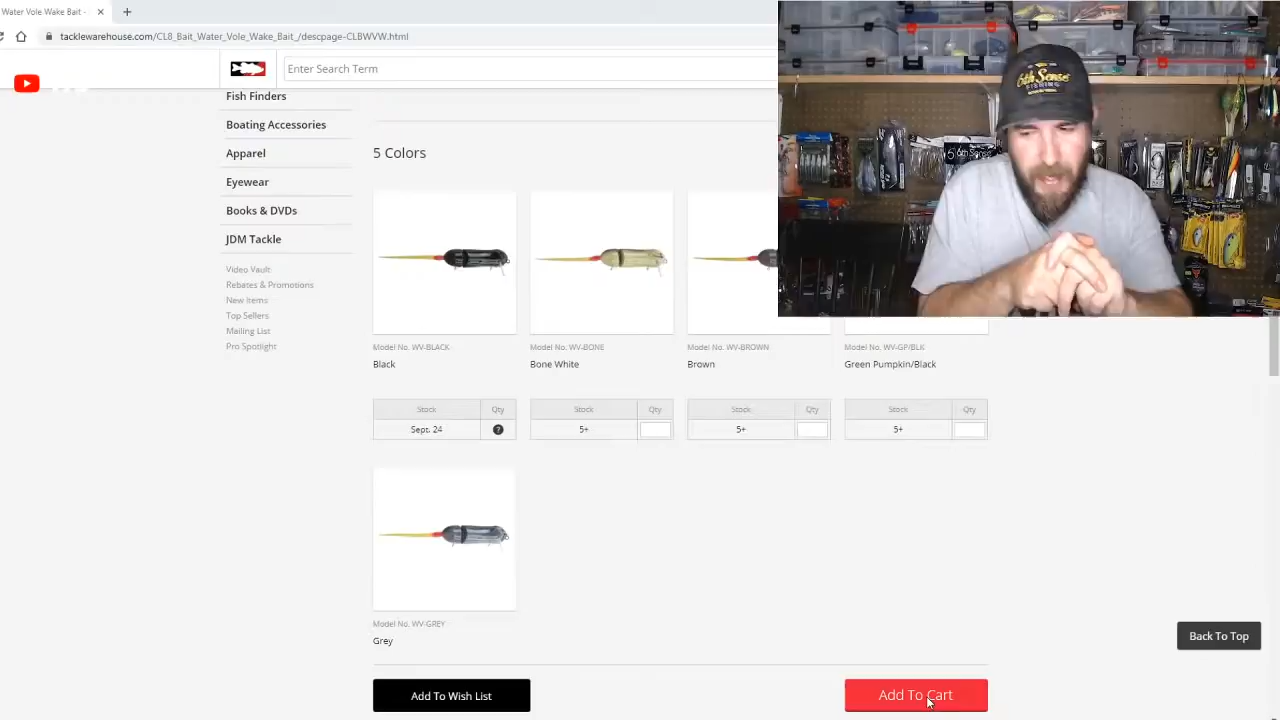 Water Vole Wake Bait -
tacklewarehouse.com/CL8_Bait_Water_Vole_Wake_Bait_/descpage-CLBWVW.html
Enter Search Term
Fish Finders
Boating Accessories
Apparel
Eyewear
Books & DVDs
JDM Tackle
Video Vault
Rebates & Promotions
New Items
Top Sellers
Mailing List
Pro Spotlight
5 Colors
Model No. WV-BLACK
Black
Stock Qty
Sept. 24 ?
Model No. WV-BONE
Bone White
Stock Qty
5+
Model No. WV-BROWN
Brown
Stock Qty
5+
Model No. WV-GP/BLK
Green Pumpkin/Black
Stock Qty
5+
Model No. WV-GREY
Grey
Add To Wish List
Add To Cart
Back To Top
6th Sense
FISHING